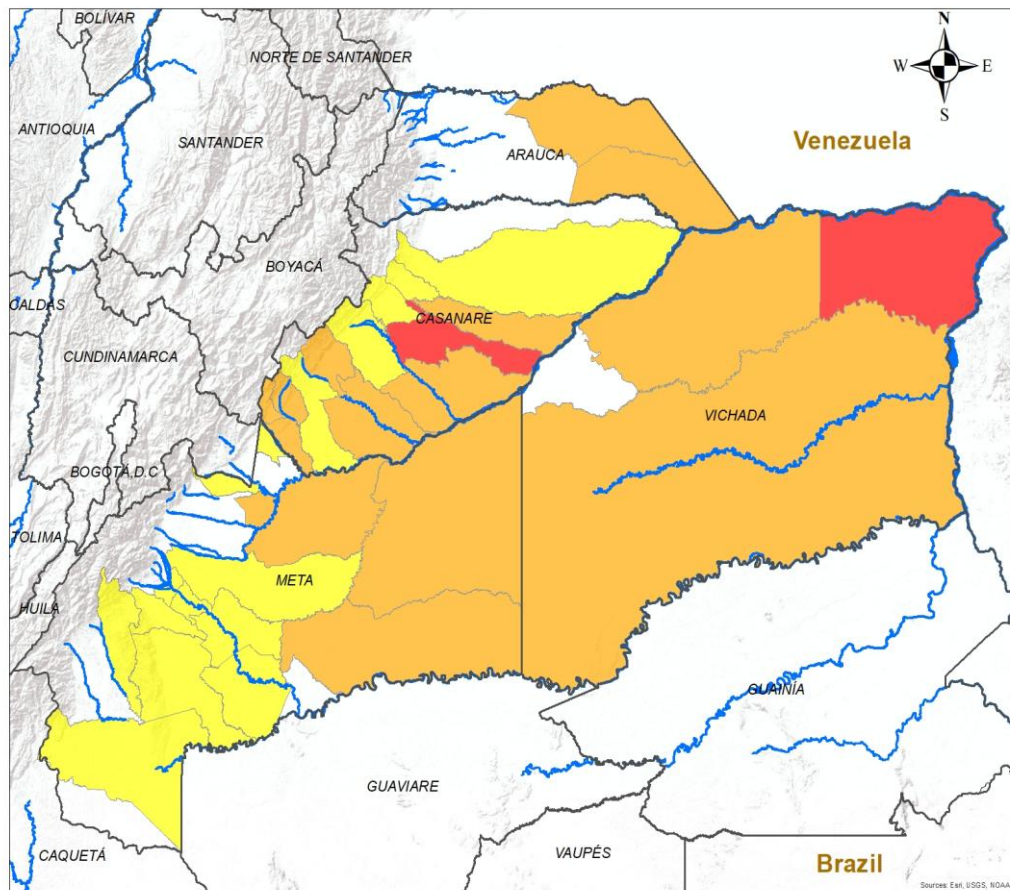 BOLÍVAR
NORTE DE SANTANDER
N
W
E
S
ANTIOQUIA
SANTANDER
ARAUCA
Venezuela
BOYACÁ
CALDAS
CASANARE
CUNDINAMARCA
VICHADA
BOGOTÁ D.C
TOLIMA
META
HUILA
GUAINÍA
GUAVIARE
CAQUETÁ
VAUPÉS
Brazil
Sources: Esri, USGS, NOAA